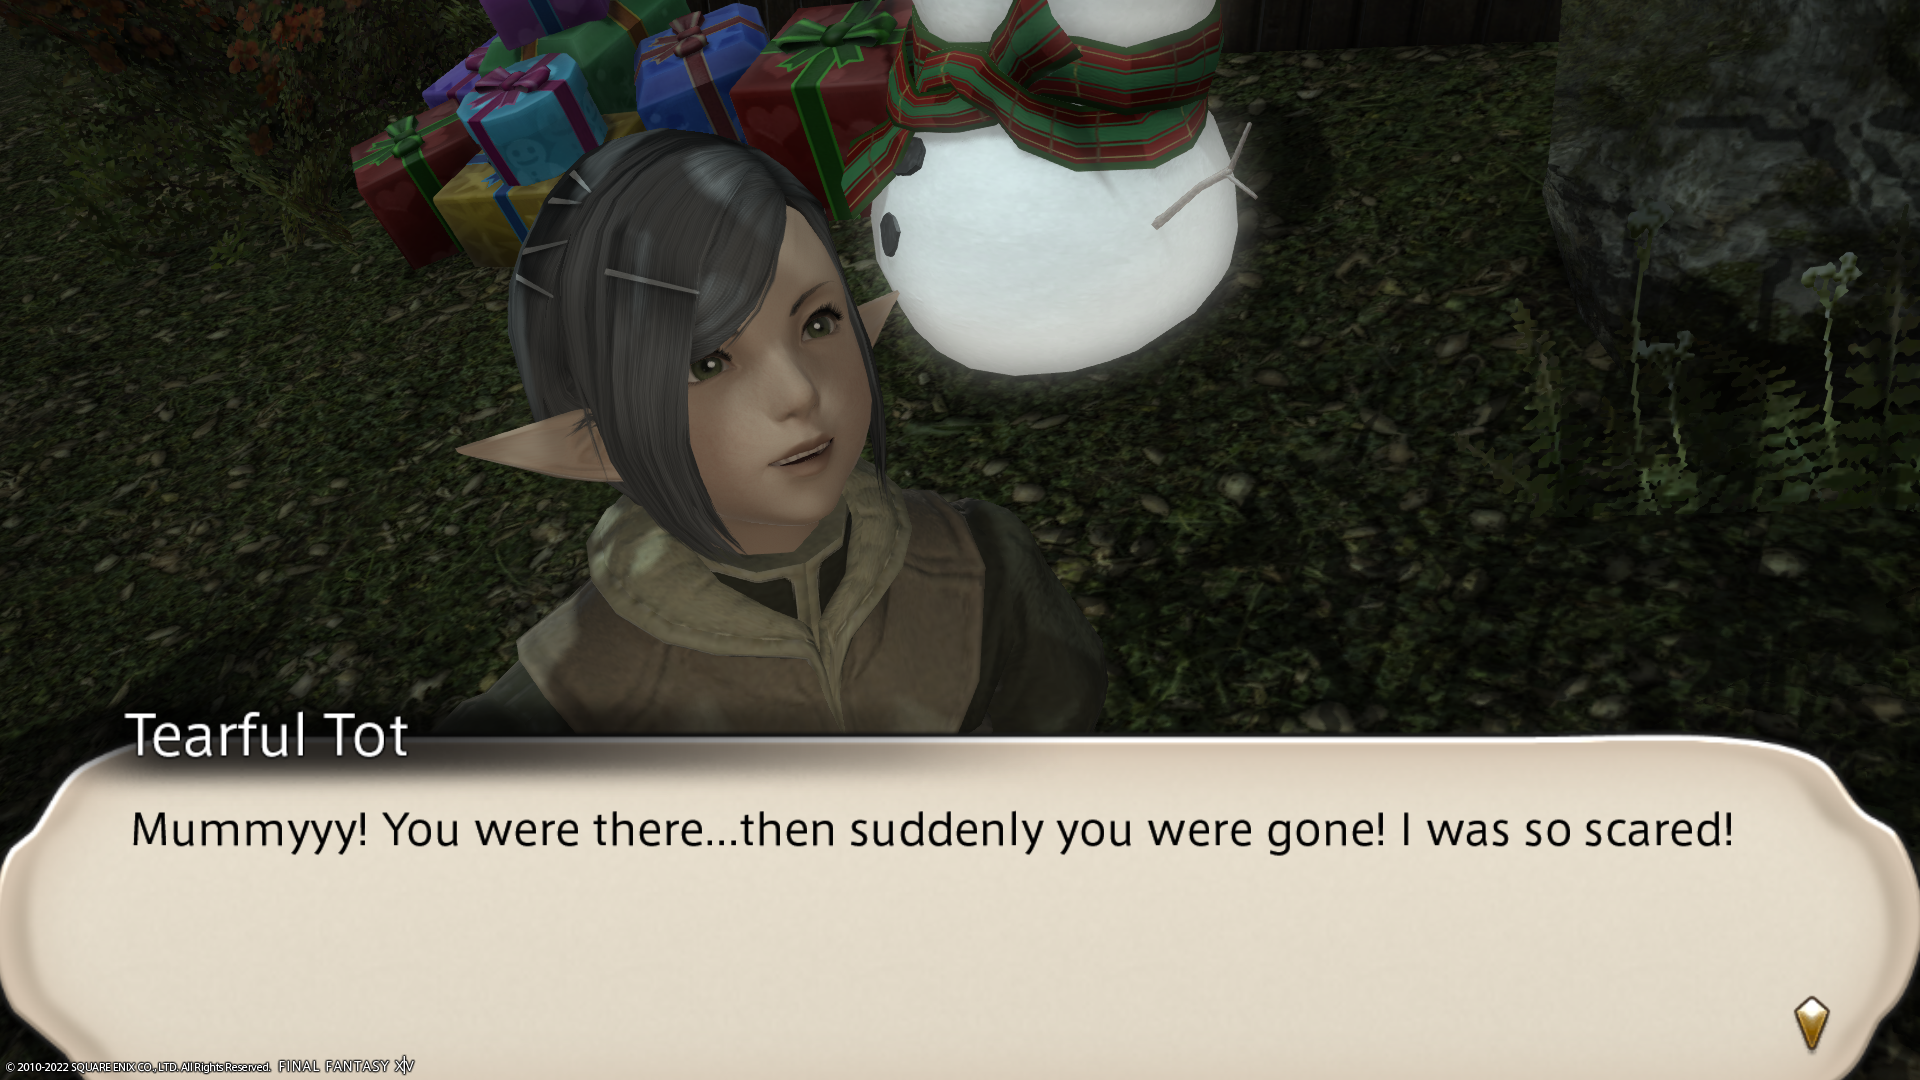 Tearful Tot
Mummyyy! You were there...then suddenly you were gone! I was so scared!
© 2010-2022 SQUARE ENIX CO., LTD. All Rights Reserved. FINAL FANTASY XIV